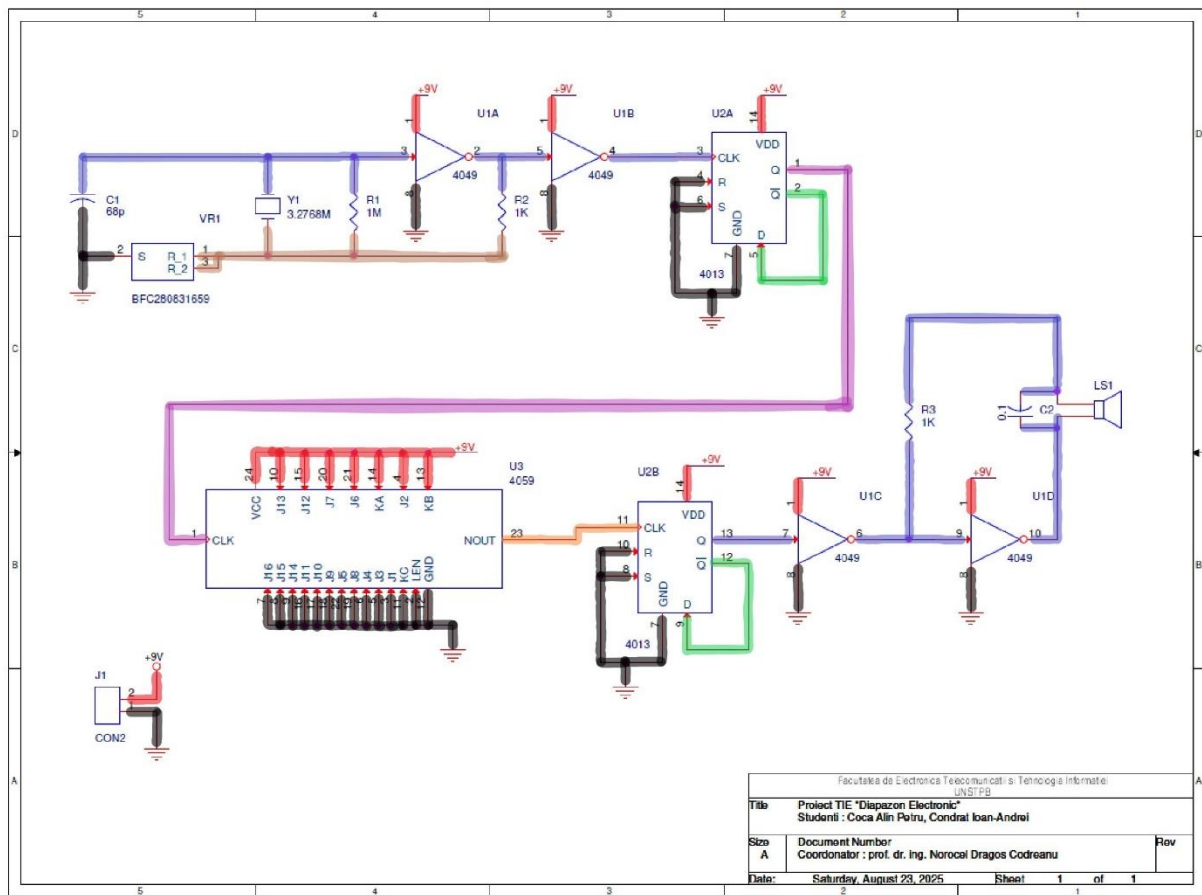 5 4 3 2 1
+9V +9V +9V
U1A U1B U2A
D D
1 1 14
VDD
3 2 5 4 3 CLK Q 1
4049 4049
4 R Q 2
6 S
8 8
C1
68p
Y1
3.2768M
R1
1M
R2
1K
VR1
GND D
2 S R_1 1
R_2 3
7 5
4013
BFC280831659
C C
R3
1K
0.1 C2
LS1
+9V +9V +9V +9V
U3
4059
U2B U1C U1D
24 10 15 20 21 14 4 13
VCC J13 J12 J7 J6 KA J2 KB
14 1 1
VDD
1 CLK NOUT 23
11 CLK Q 13 7 6 9 10
10 R Q 12
8 S
4049 4049
B B
J16 J15 J14 J11 J10 J9 J5 J8 J4 J3 J1 KC LEN GND
GND D
8 8
7 9
4013
+9V
J1
2
1
CON2
A A
Facultatea de Electronica Telecomunicatii si Tehnologia Informatiei
UNSTPB
Title Proiect TIE "Diapazon Electronic"
Studenti : Coca Alin Petru, Condrat Ioan-Andrei
Size Document Number Rev
A Coordonator : prof. dr. ing. Norocel Dragos Codreanu
Date: Saturday, August 23, 2025 Sheet 1 of 1
5 4 3 2 1